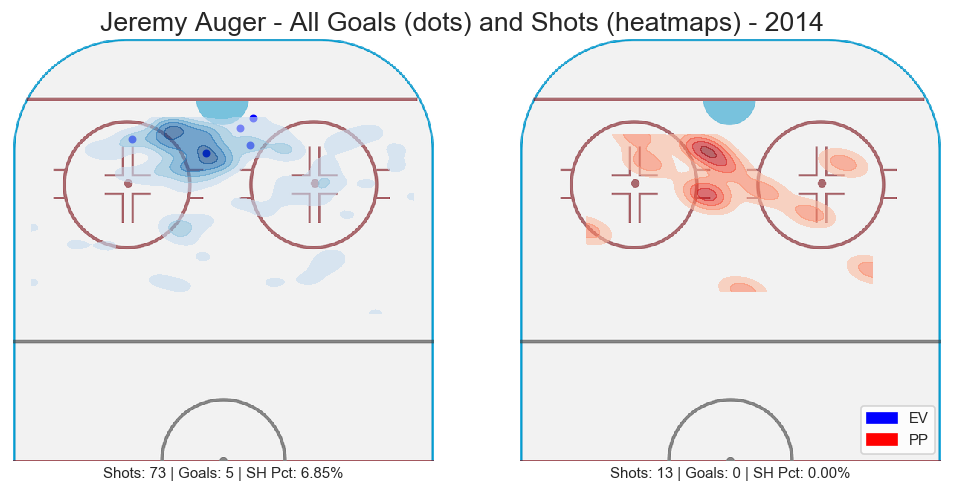 Jeremy Auger - All Goals (dots) and Shots (heatmaps) - 2014
EV
PP
Shots: 73 | Goals: 5 | SH Pct: 6.85%
Shots: 13 | Goals: 0 | SH Pct: 0.00%